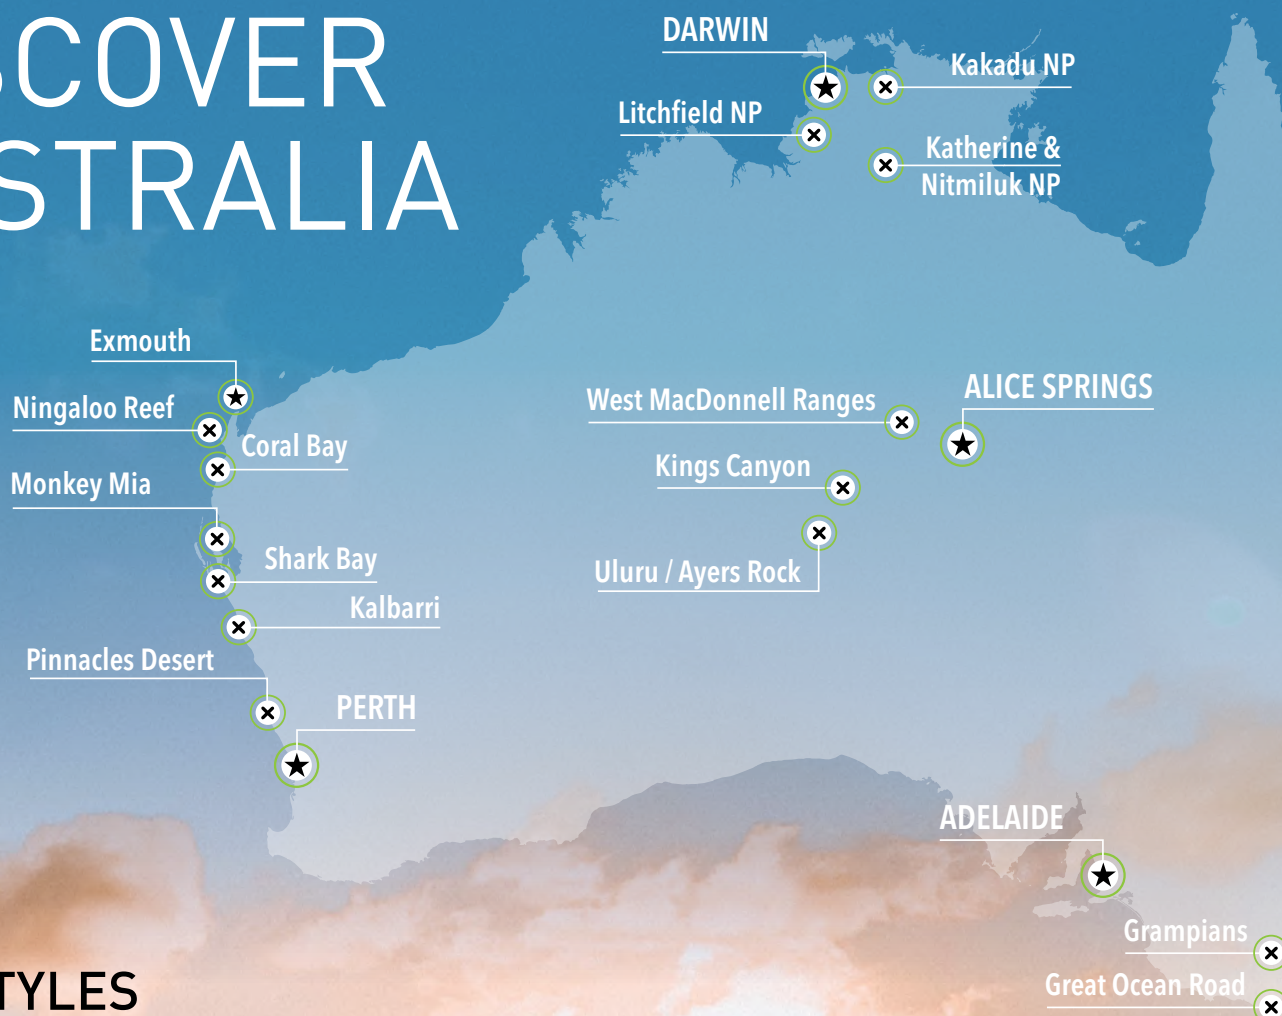 SCOVER
STRALIA
DARWIN
Kakadu NP
Litchfield NP
Katherine &
Nitmiluk NP
Exmouth
Ningaloo Reef
Coral Bay
Monkey Mia
Shark Bay
Kalbarri
Pinnacles Desert
PERTH
West MacDonnell Ranges
ALICE SPRINGS
Kings Canyon
Uluru / Ayers Rock
ADELAIDE
Grampians
Great Ocean Road
TYLES